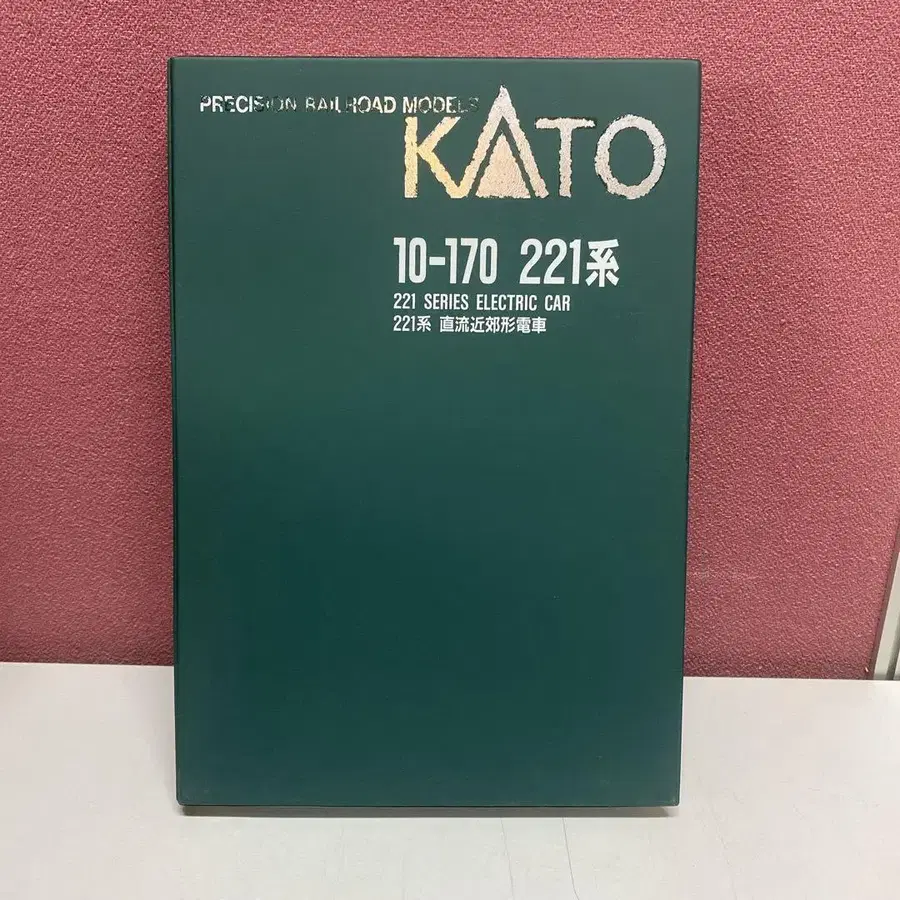 PRECISION RAILROAD MODELS
KATO
10-170 221系
221 SERIES ELECTRIC CAR
221系 直流近郊形電車